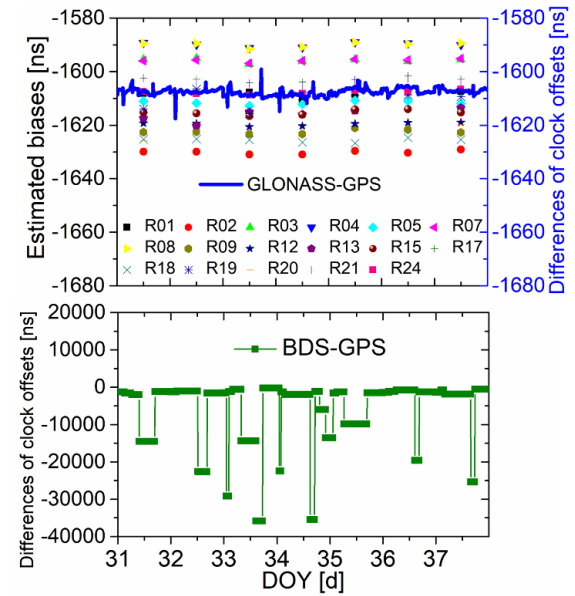 -1580 -1580
-1600 -1600
-1620 -1620
-1640 -1640
-1660 -1660
-1680 -1680
Estimated biases [ns]
Differences of clock offsets [ns]
GLONASS-GPS
R01 R02 R03 R04 R05 R07
R08 R09 R12 R13 R15 R17
R18 R19 R20 R21 R24
20000
10000
0
-10000
-20000
-30000
-40000
Differences of clock offsets [ns]
BDS-GPS
31 32 33 34 35 36 37
DOY [d]